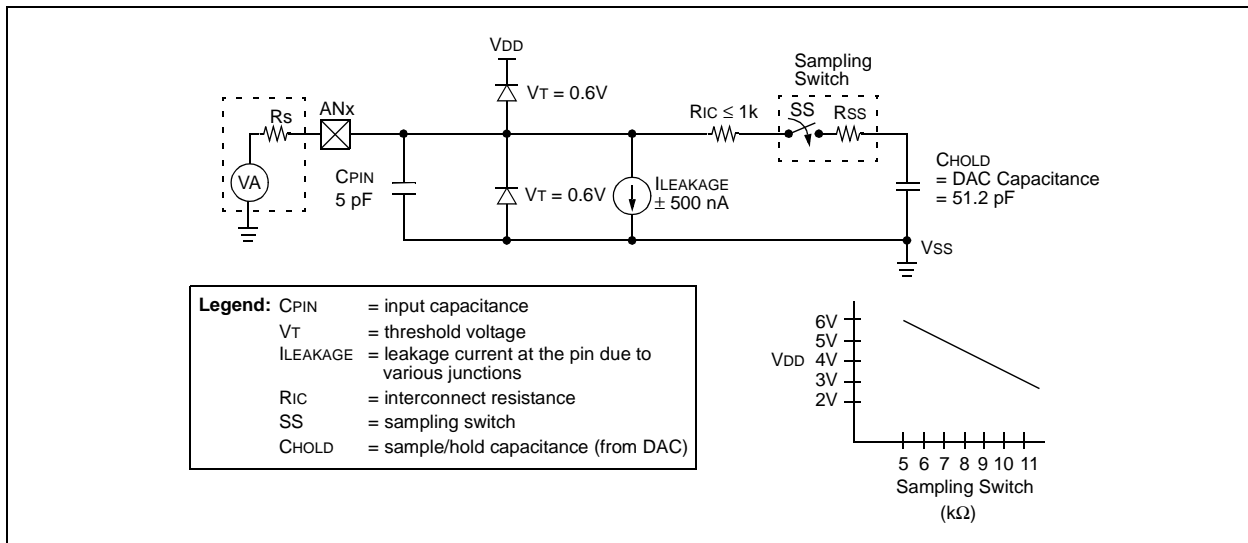 VDD
Sampling
Switch
VT = 0.6V
ANx
RIC ≤ 1k
SS
RSS
Rs
CHOLD
= DAC Capacitance
= 51.2 pF
VA
CPIN
5 pF
VT = 0.6V
ILEAKAGE
± 500 nA
VSS
Legend: CPIN = input capacitance
VT = threshold voltage
ILEAKAGE = leakage current at the pin due to
various junctions
RIC = interconnect resistance
SS = sampling switch
CHOLD = sample/hold capacitance (from DAC)
6V
5V
VDD 4V
3V
2V
5 6 7 8 9 10 11
Sampling Switch
(kΩ)